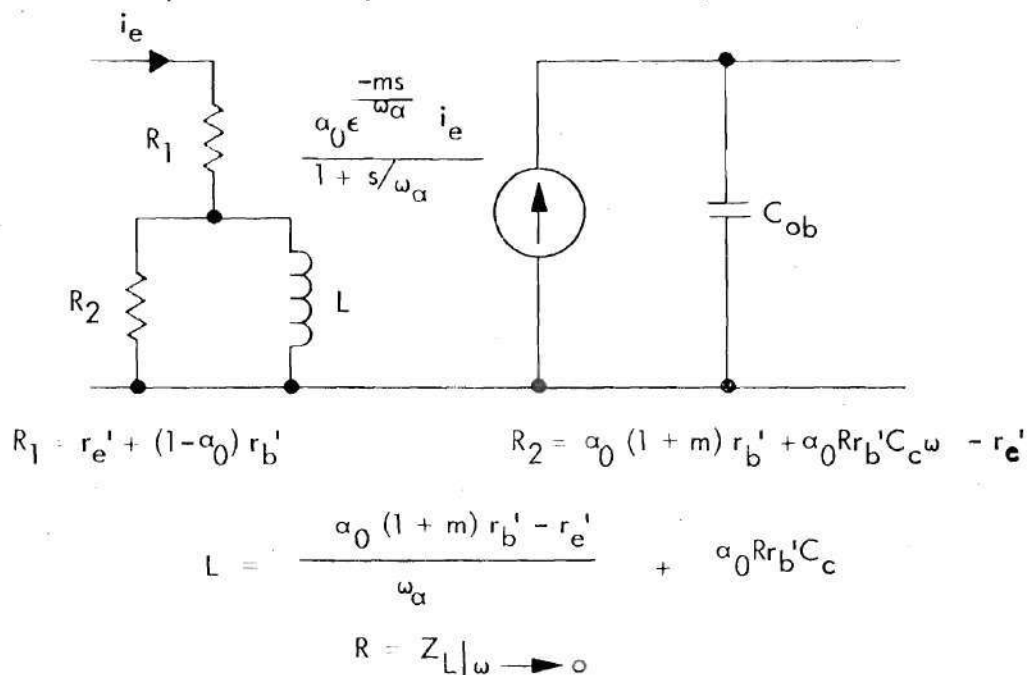 i_e
R_1
R_2
L
α_0 ε^{-ms/ω_α} i_e
1 + s/ω_α
C_ob
R_1 = r_e' + (1-α_0) r_b'
R_2 = α_0 (1 + m) r_b' + α_0Rr_b'C_cω - r_e'
α_0 (1 + m) r_b' - r_e'
L = + α_0Rr_b'C_c
ω_α
R = Z_L|ω → o